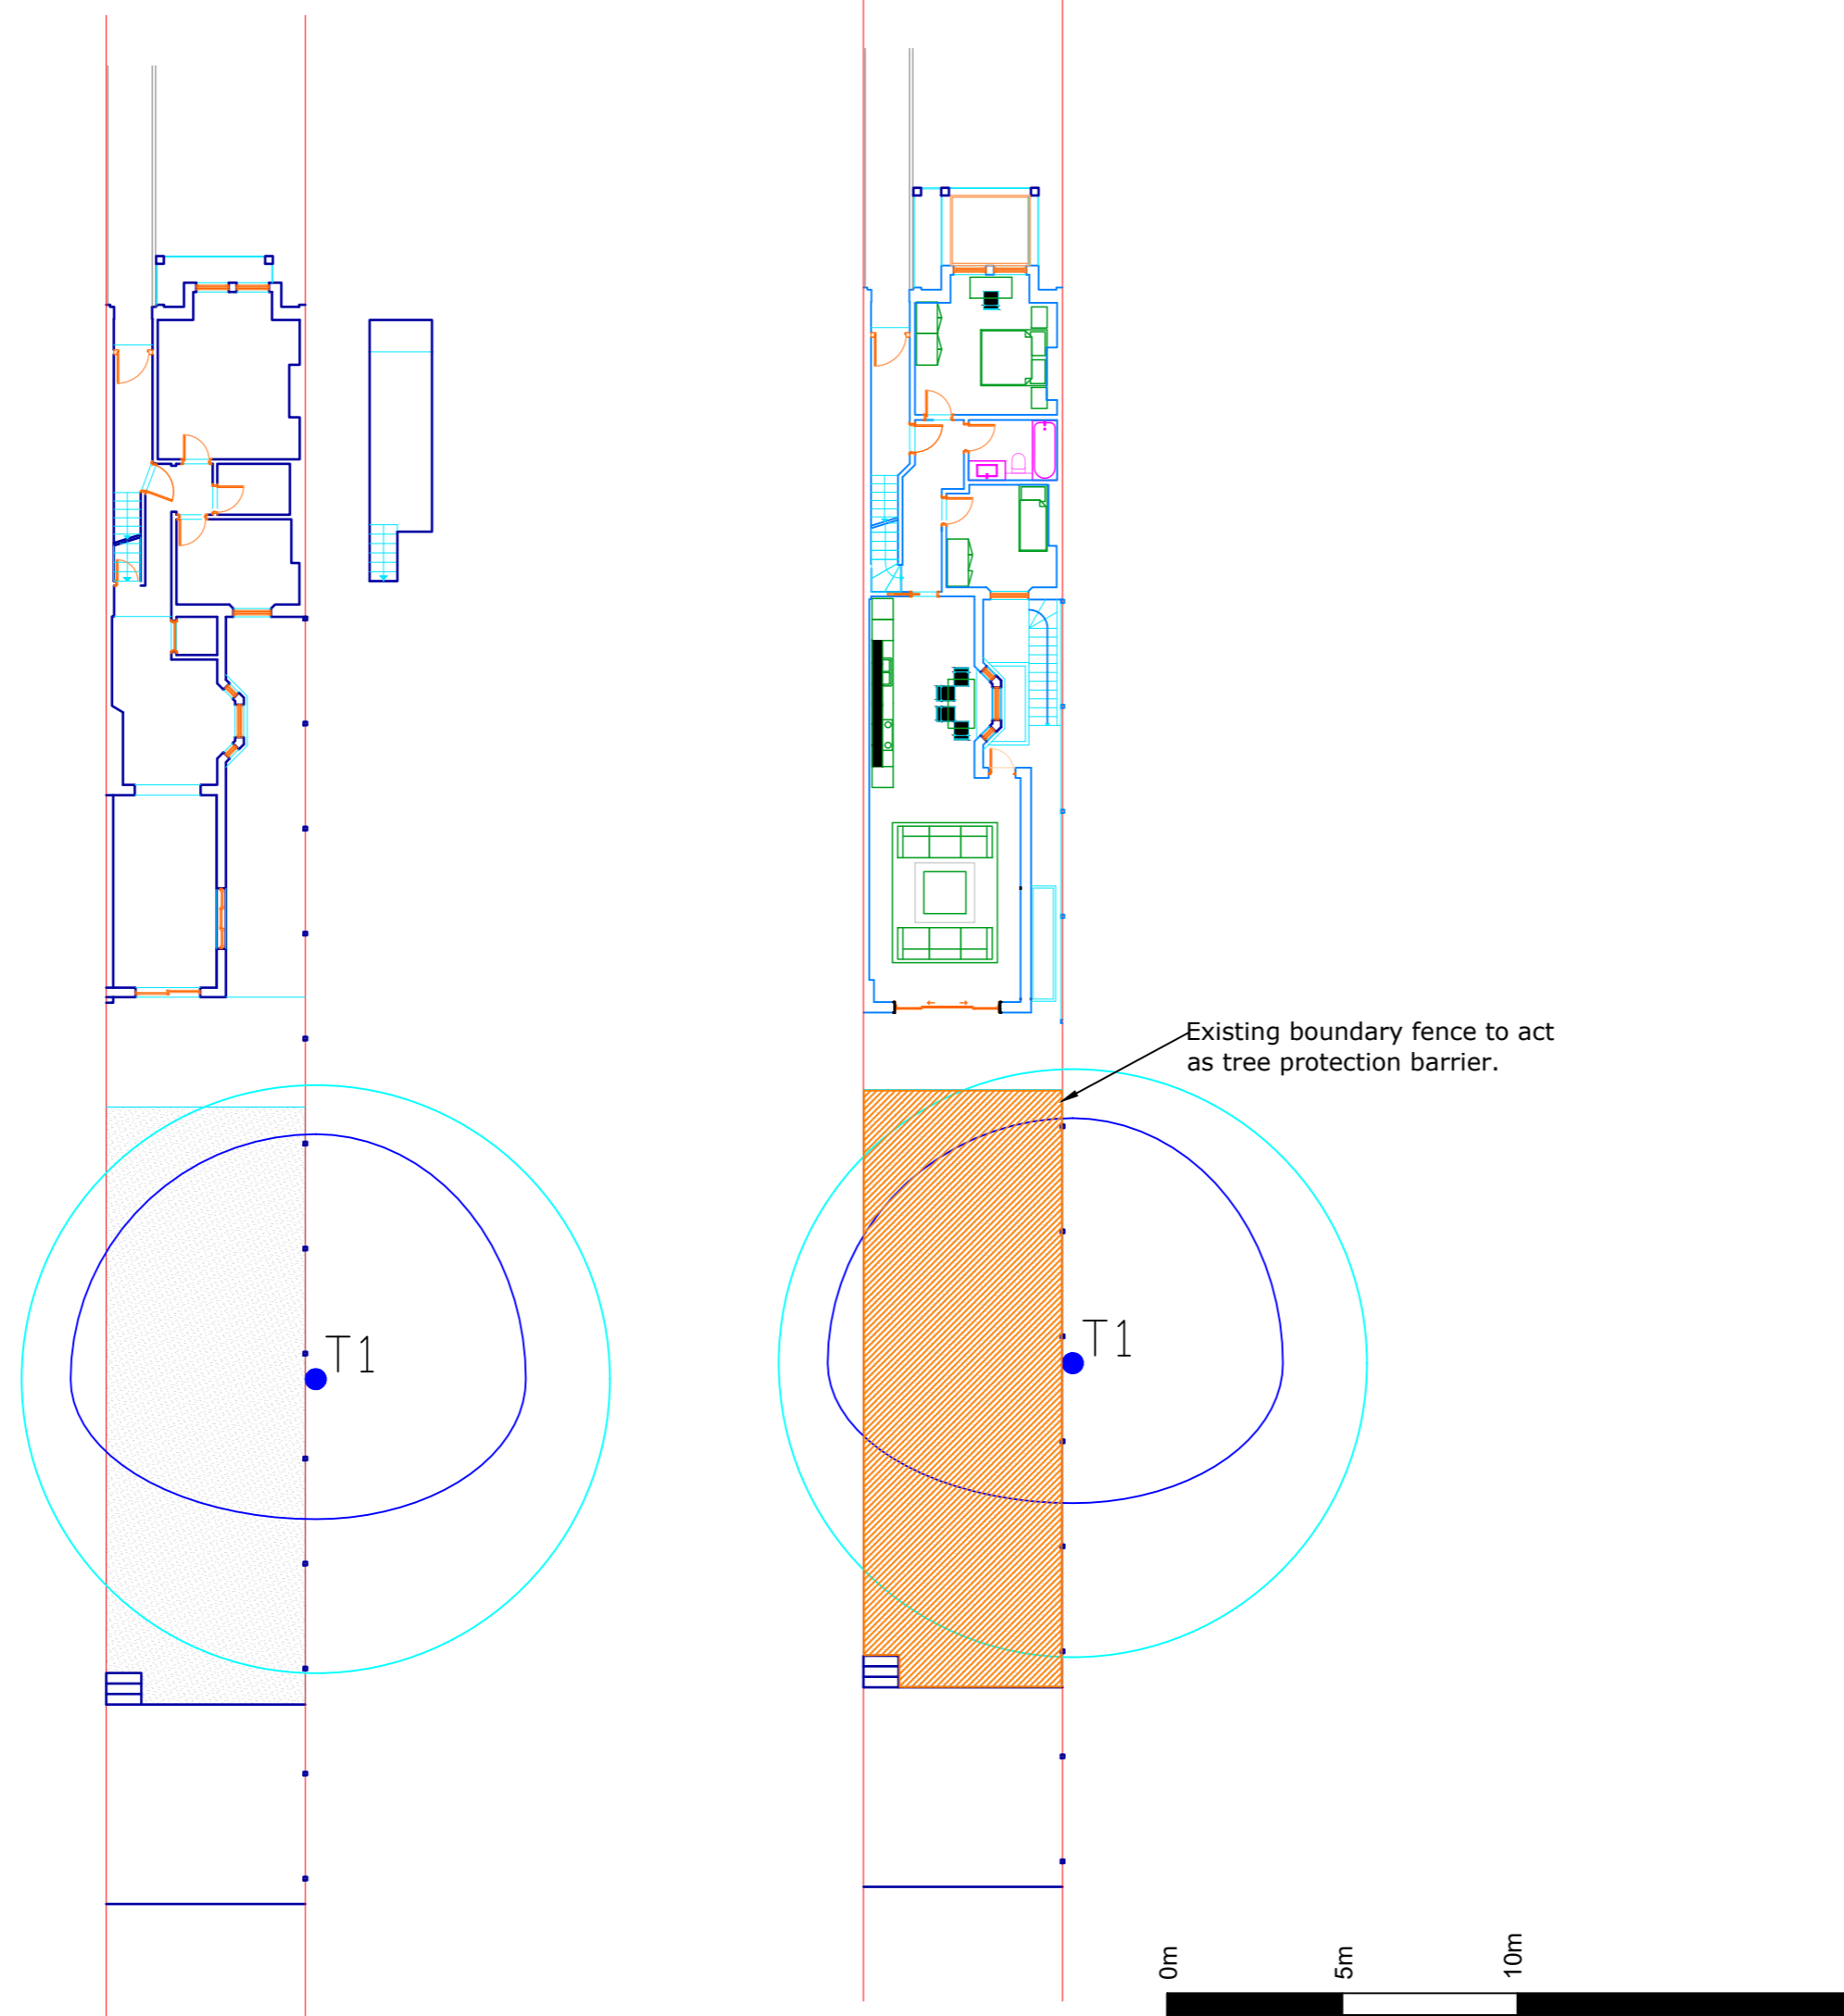 Existing boundary fence to act
as tree protection barrier.
T1
T1
0m
5m
10m